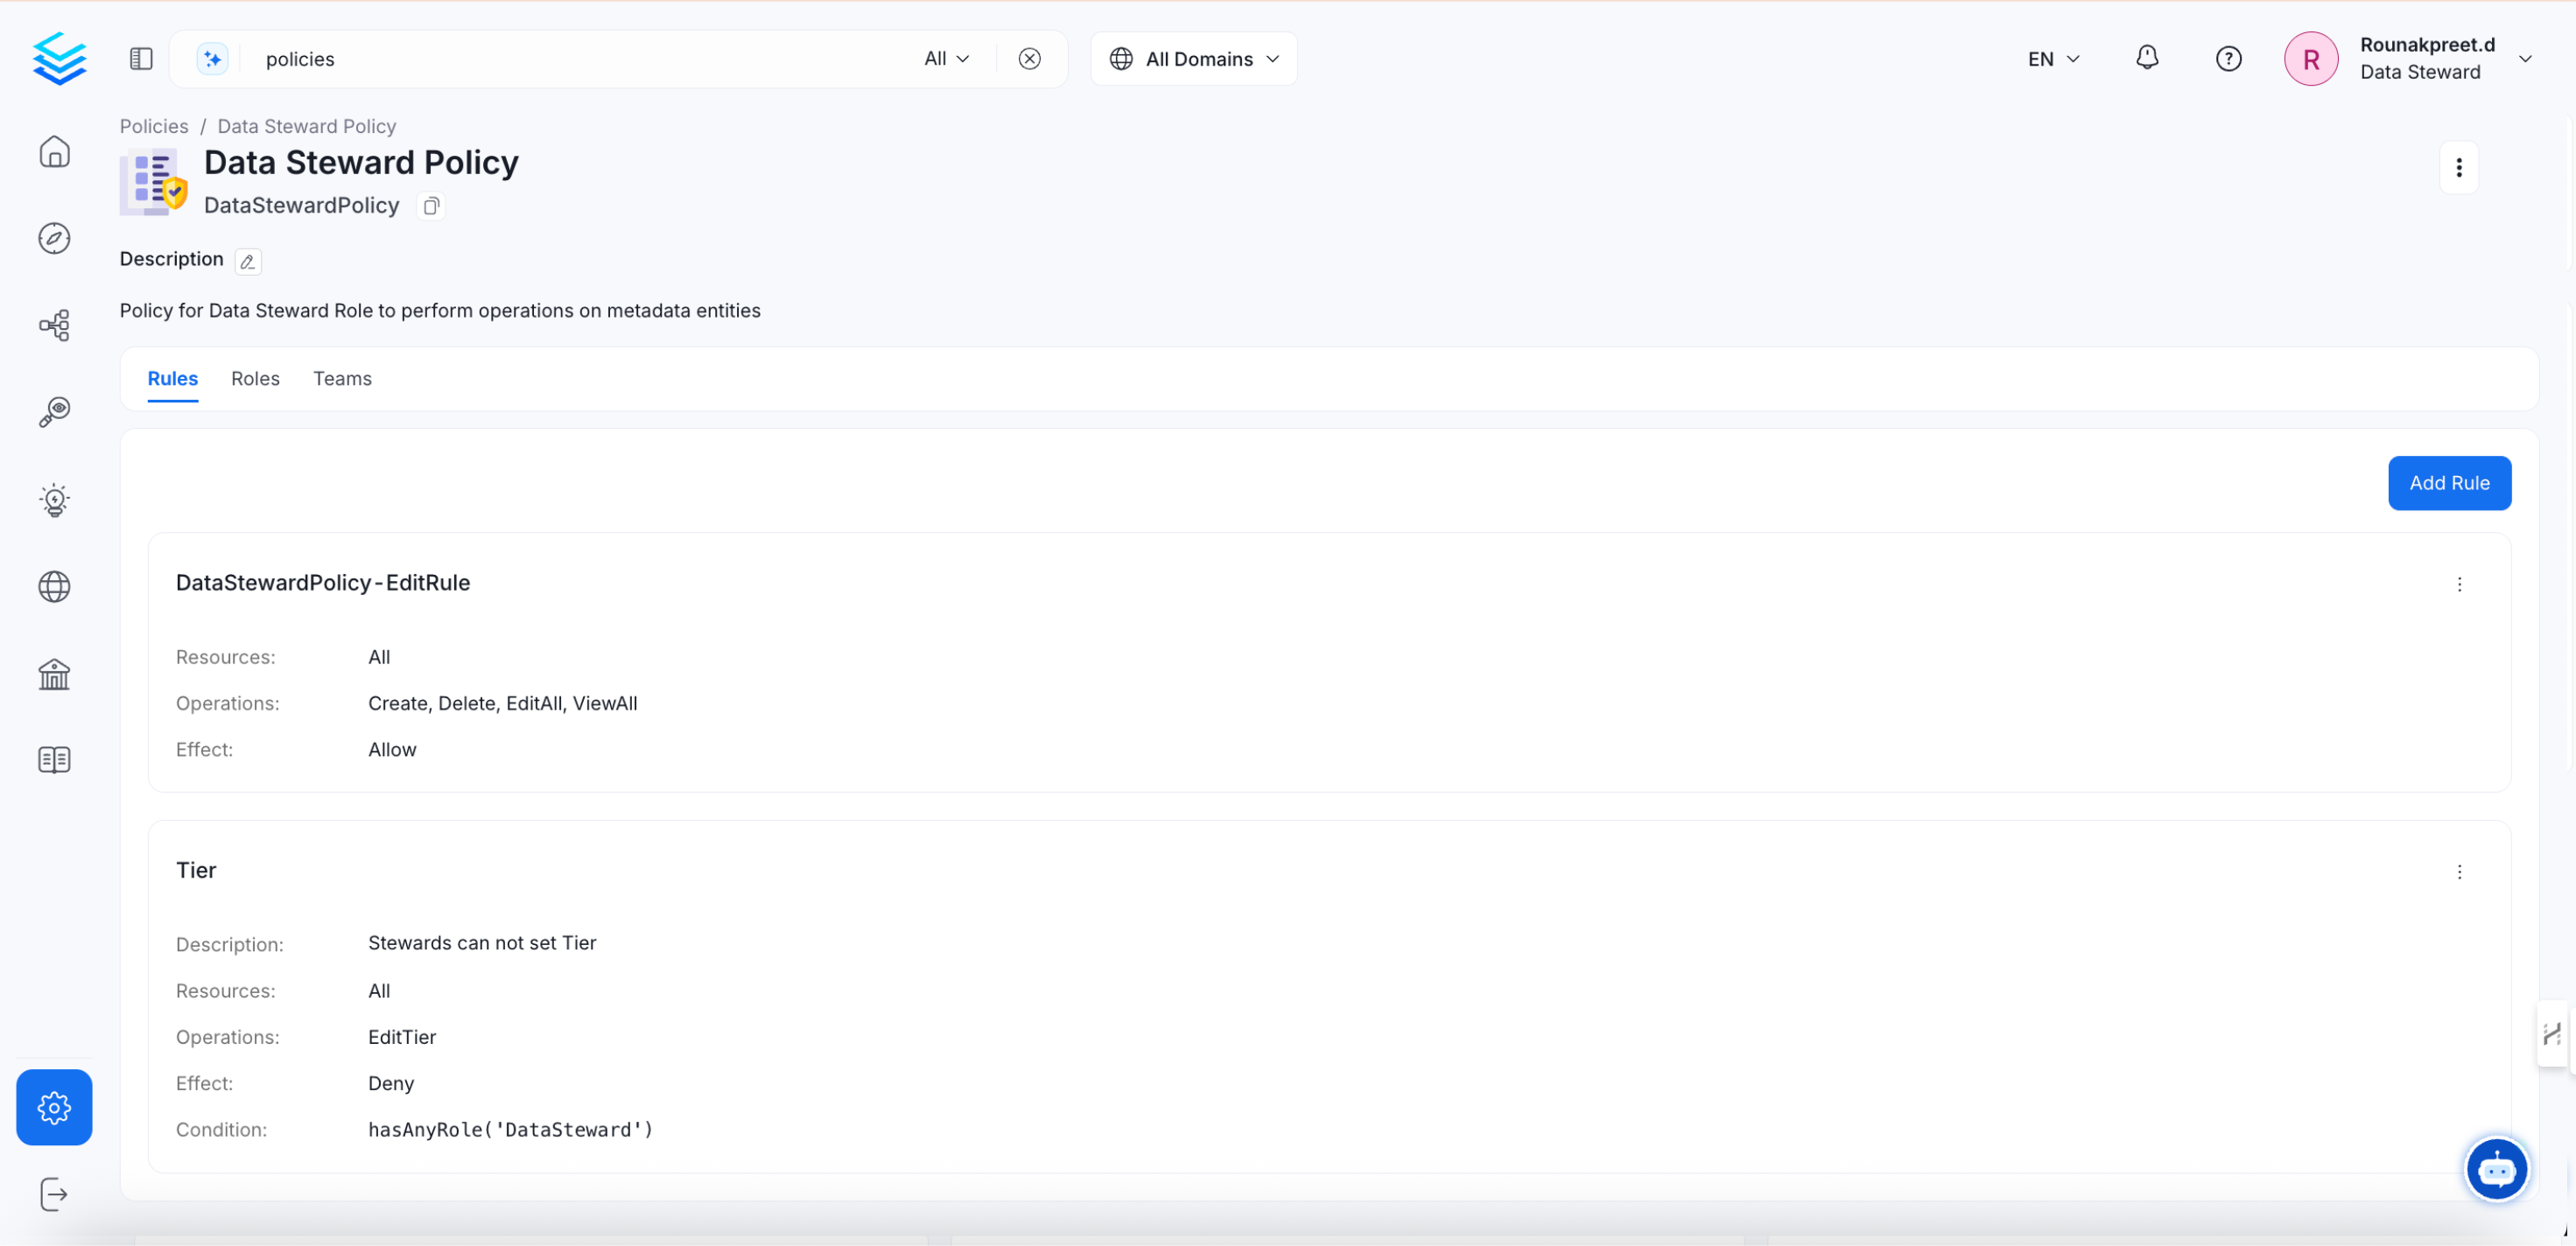 policies
All
All Domains
EN
R
Rounakpreet.d
Data Steward
Policies / Data Steward Policy
Data Steward Policy
DataStewardPolicy
Description
Policy for Data Steward Role to perform operations on metadata entities
Rules Roles Teams
Add Rule
DataStewardPolicy-EditRule
Resources: All
Operations: Create, Delete, EditAll, ViewAll
Effect: Allow
Tier
Description: Stewards can not set Tier
Resources: All
Operations: EditTier
Effect: Deny
Condition: hasAnyRole('DataSteward')